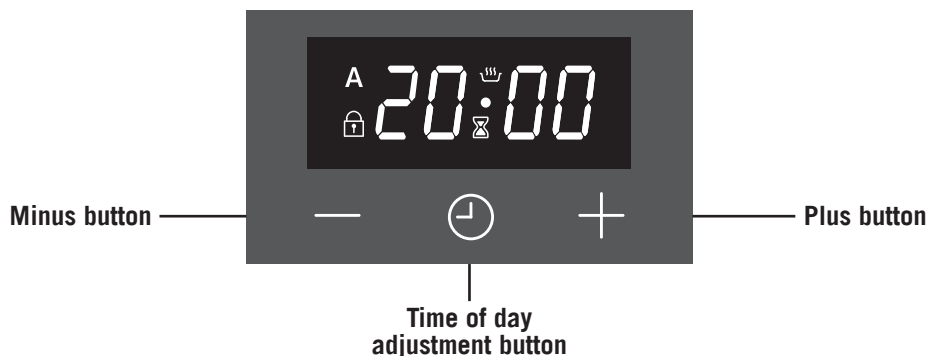 A 20:00
Minus button
Plus button
Time of day
adjustment button